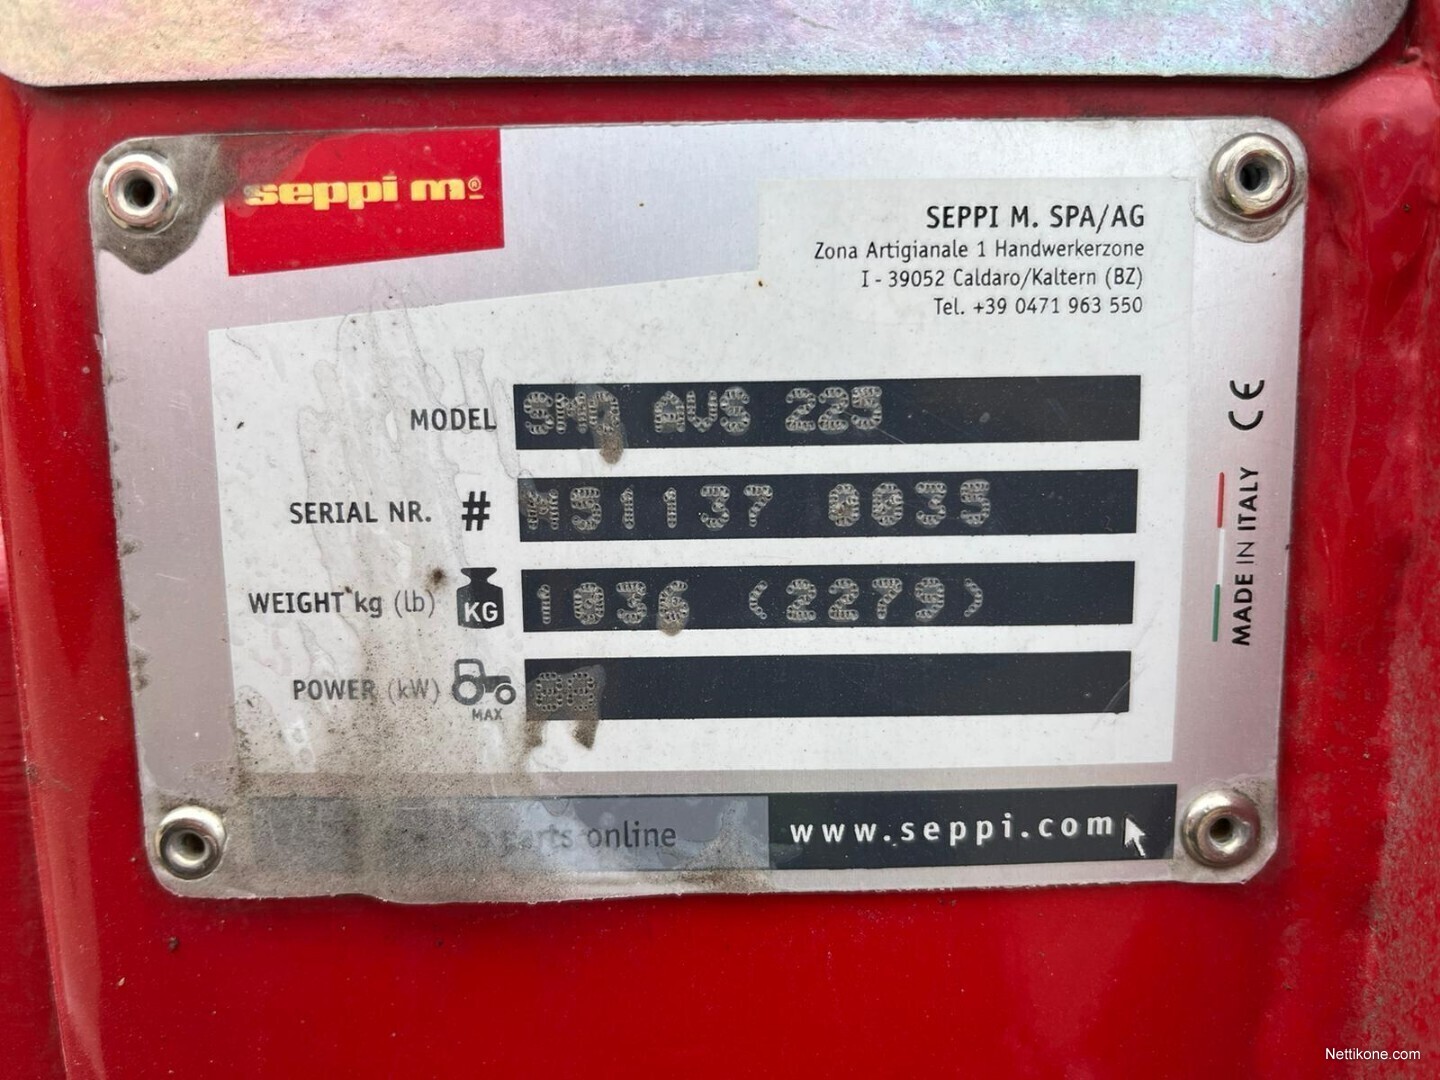 seppi m.®
SEPPI M. SPA/AG
Zona Artigianale 1 Handwerkerzone
I - 39052 Caldaro/Kaltern (BZ)
Tel. +39 0471 963 550
MODEL SMA AVS 225
SERIAL NR. # 1137 0035
WEIGHT kg (lb) KG 1036 (2279)
POWER (kW) MAX
parts online
www.seppi.com
CE
MADE IN ITALY
Nettikone.com